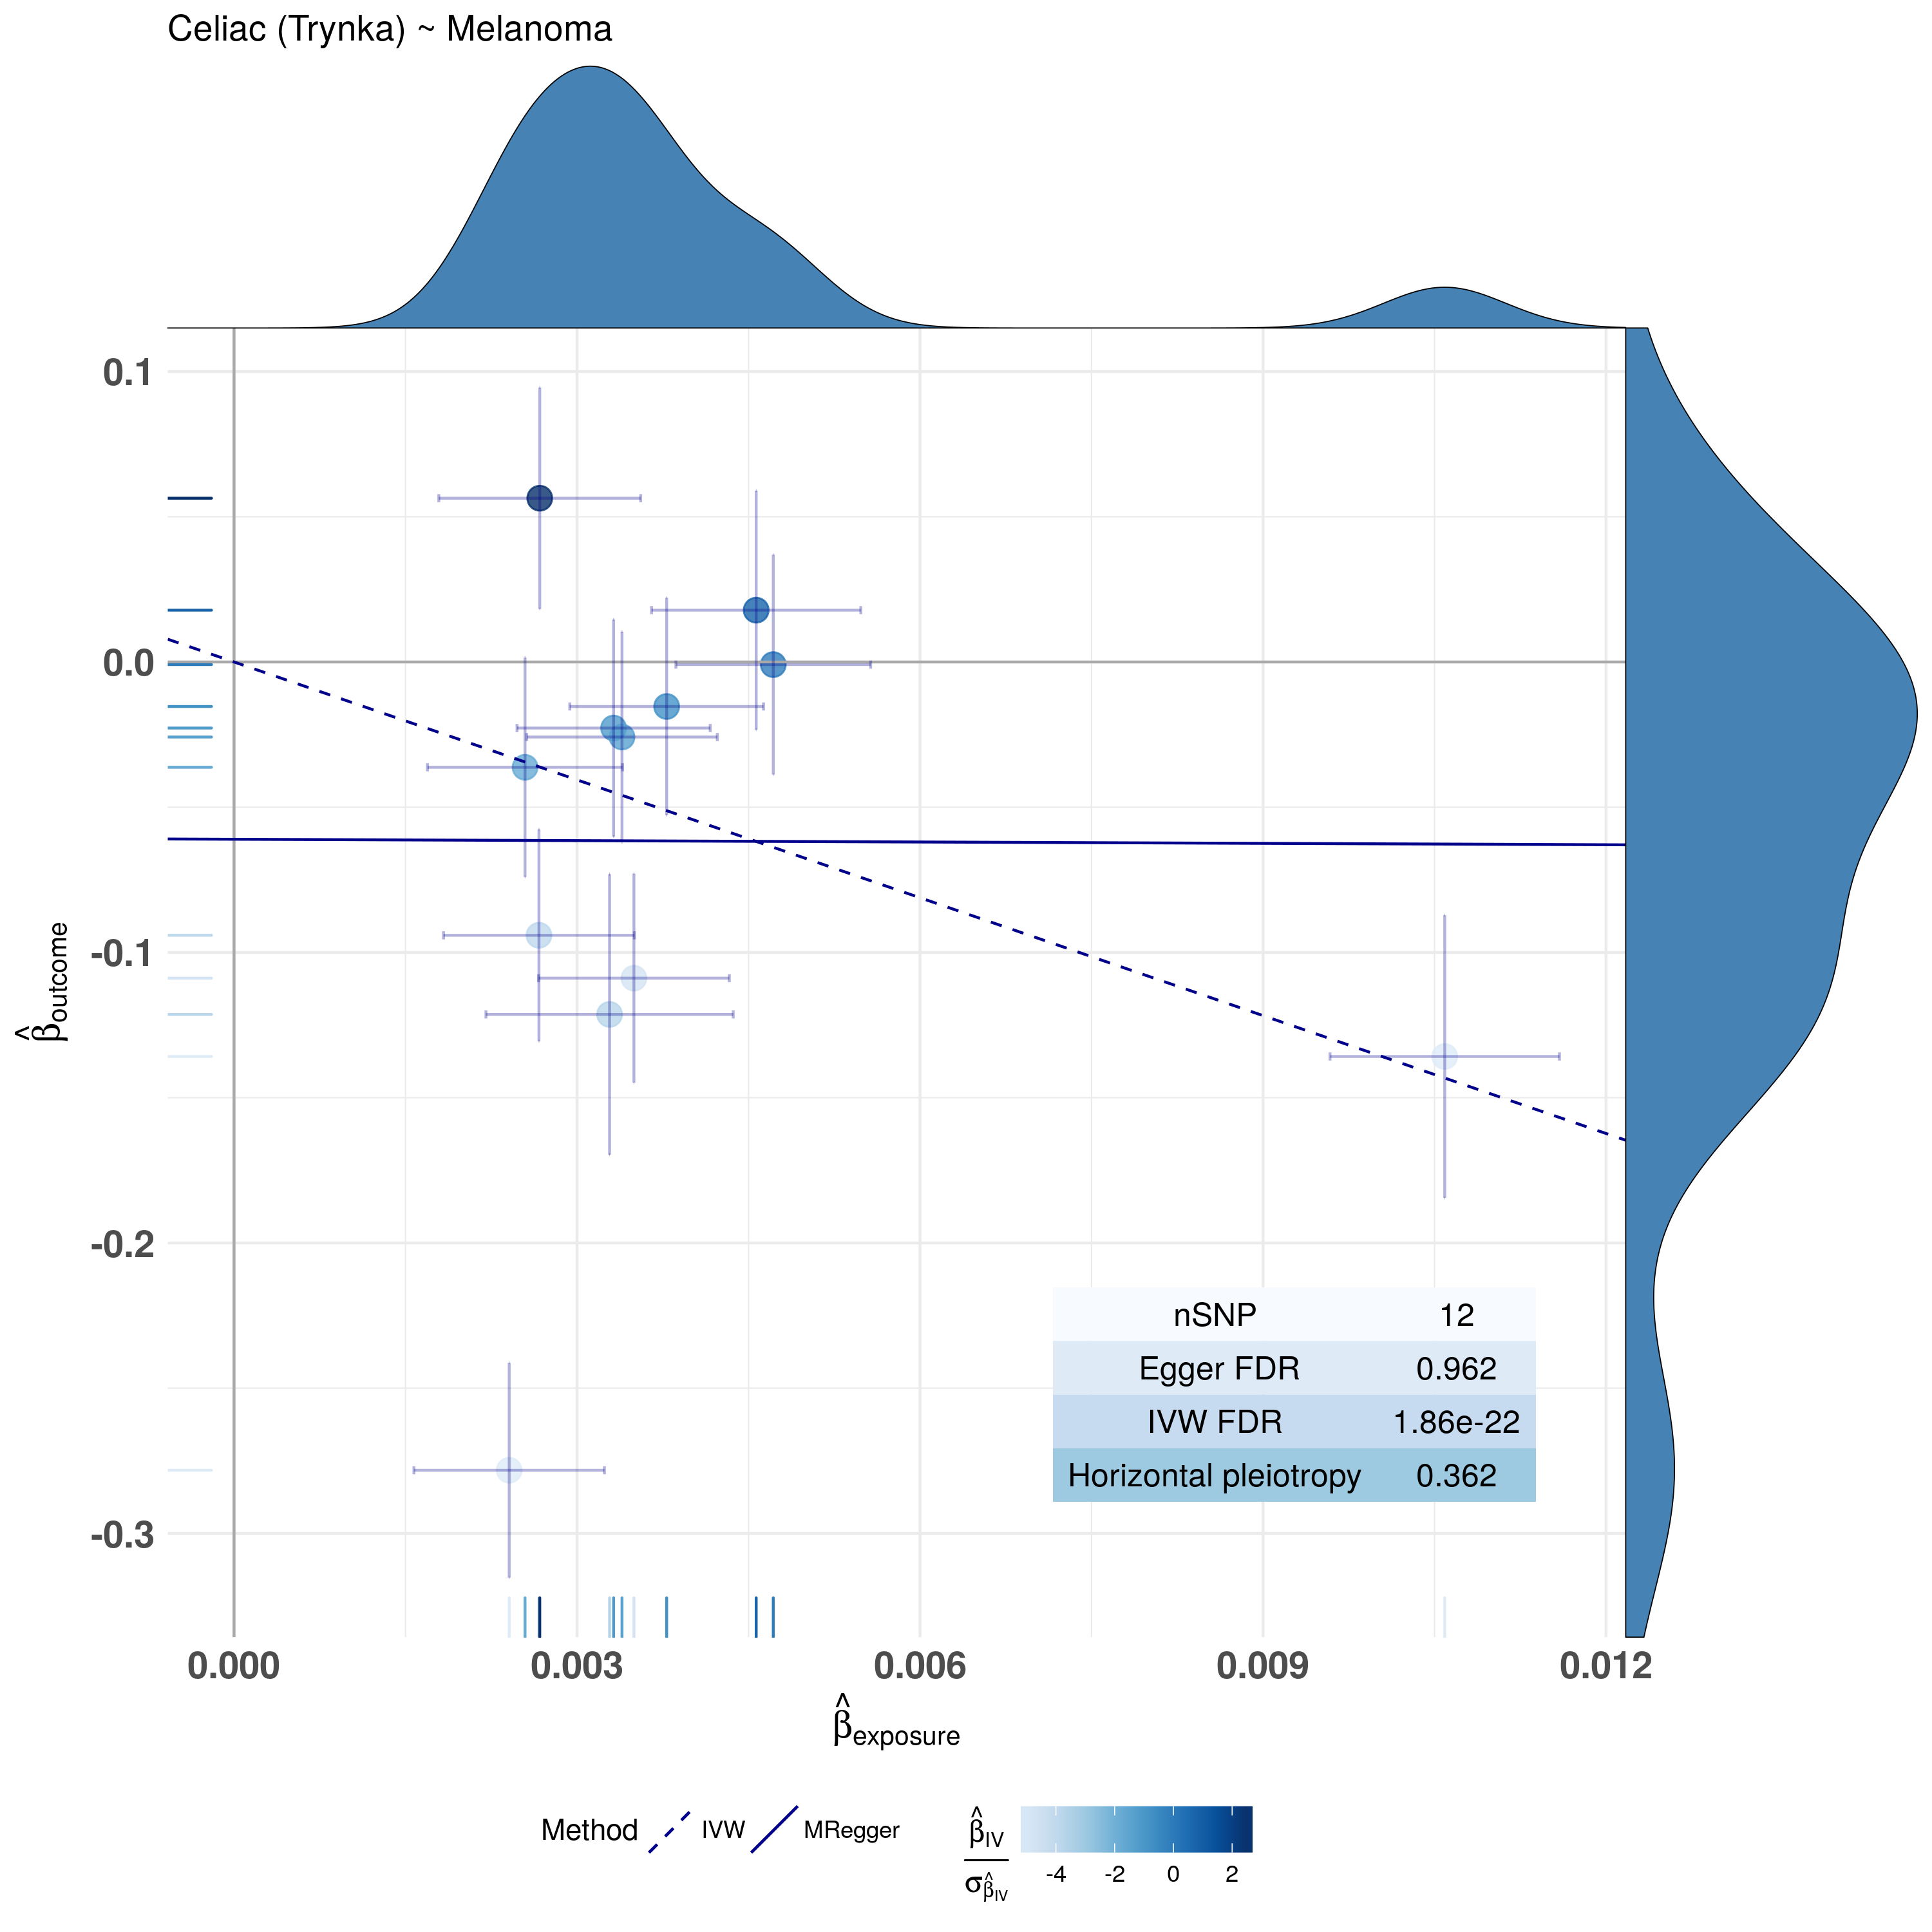 Celiac (Trynka) ~ Melanoma
0.1
0.0
-0.1
-0.2
-0.3
β̂outcome
nSNP 12
Egger FDR 0.962
IVW FDR 1.86e-22
Horizontal pleiotropy 0.362
0.000 0.003 0.006 0.009 0.012
β̂exposure
Method IVW MRegger
β̂IV
σβ̂IV
-4 -2 0 2